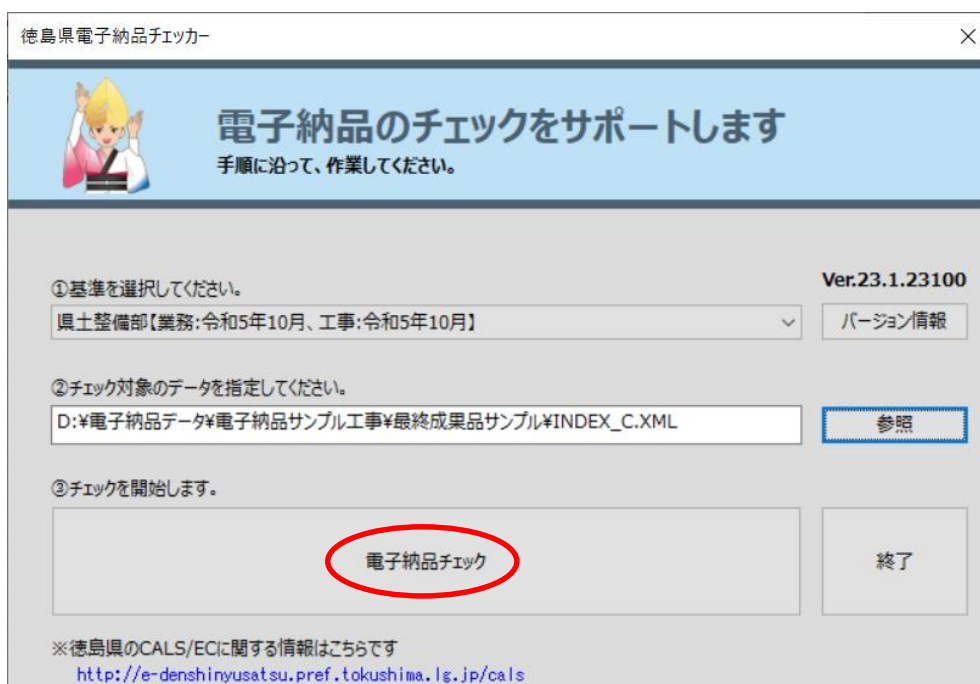 徳島県電子納品チェッカー
電子納品のチェックをサポートします
手順に沿って、作業してください。
①基準を選択してください。
Ver.23.1.23100
県土整備部【業務:令和5年10月、工事:令和5年10月】
バージョン情報
②チェック対象のデータを指定してください。
D:¥電子納品データ¥電子納品サンプル工事¥最終成果品サンプル¥INDEX_C.XML
参照
③チェックを開始します。
電子納品チェック
終了
※徳島県のCALS/ECに関する情報はこちらです
http://e-denshinyusatsu.pref.tokushima.lg.jp/cals